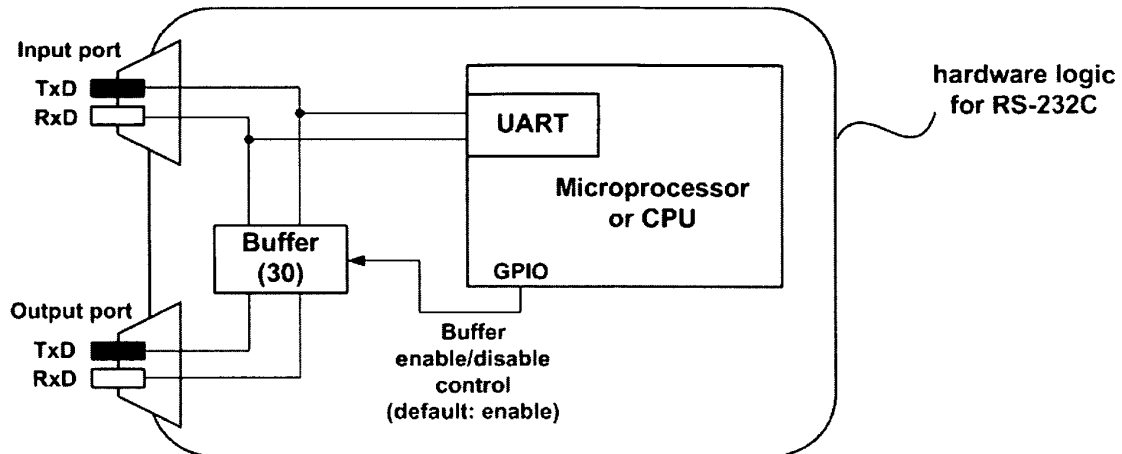 Input port
TxD
RxD
UART
Microprocessor
or CPU
GPIO
hardware logic
for RS-232C
Buffer
(30)
Output port
TxD
RxD
Buffer
enable/disable
control
(default: enable)